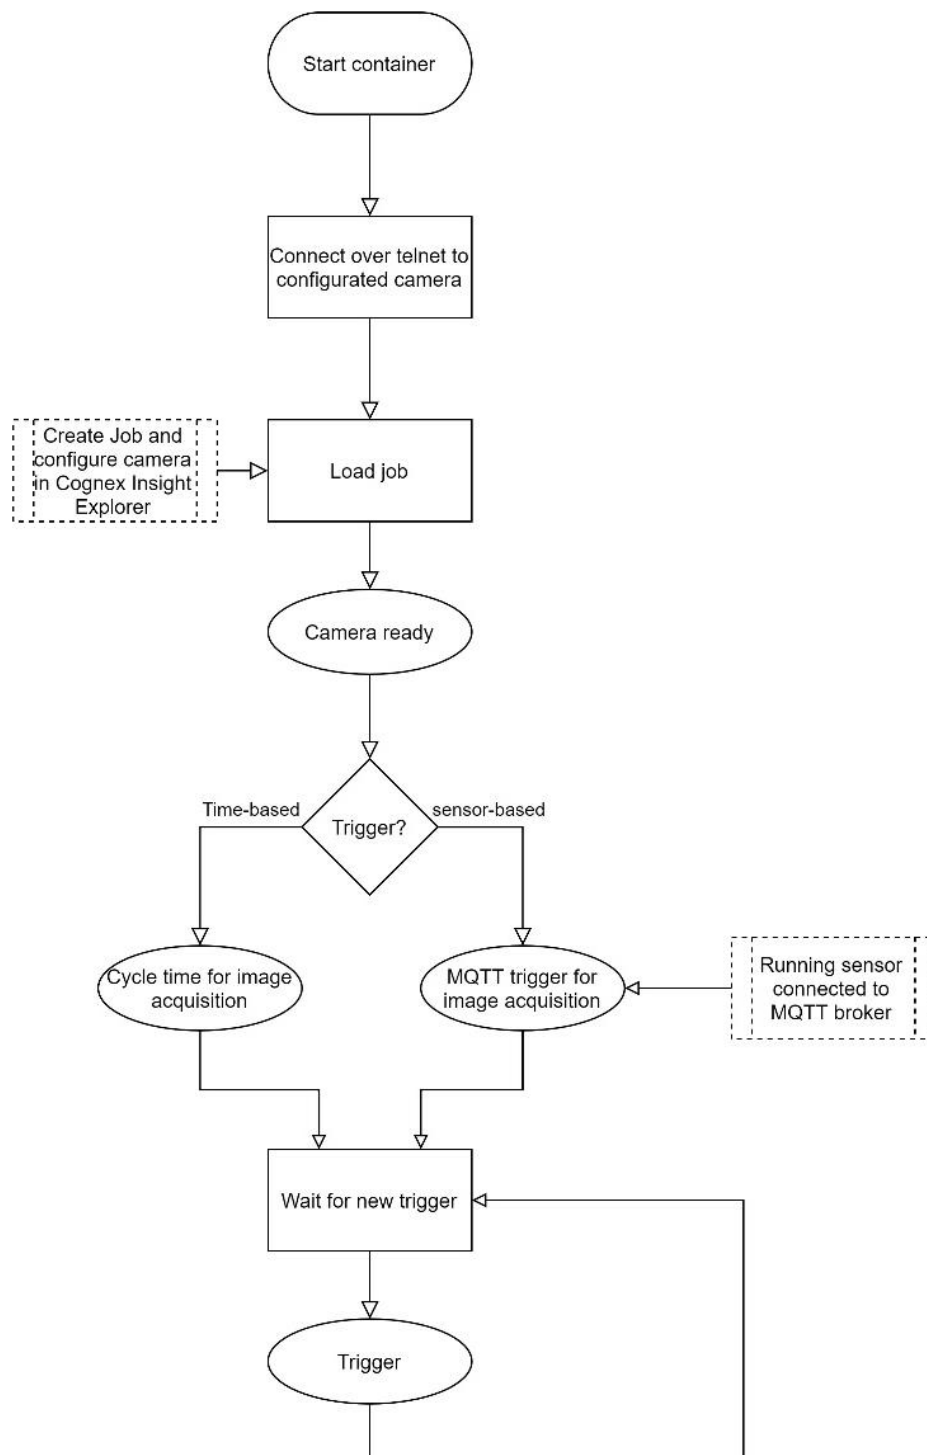 Start container
Connect over telnet to
configurated camera
Create Job and
configure camera
in Cognex Insight
Explorer
Load job
Camera ready
Time-based
sensor-based
Trigger?
Cycle time for image
acquisition
MQTT trigger for
image acquisition
Running sensor
connected to
MQTT broker
Wait for new trigger
Trigger